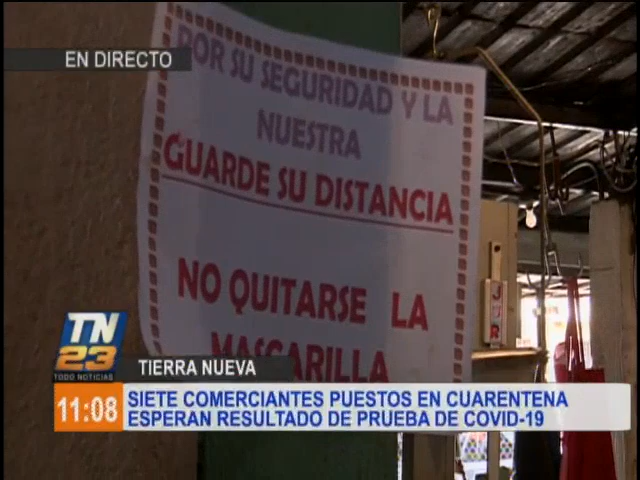 EN DIRECTO
POR SU SEGURIDAD Y LA
NUESTRA
GUARDE SU DISTANCIA
NO QUITARSE LA
MASCARILLA
TN
23
TODO NOTICIAS
TIERRA NUEVA
11:08
SIETE COMERCIANTES PUESTOS EN CUARENTENA
ESPERAN RESULTADO DE PRUEBA DE COVID-19